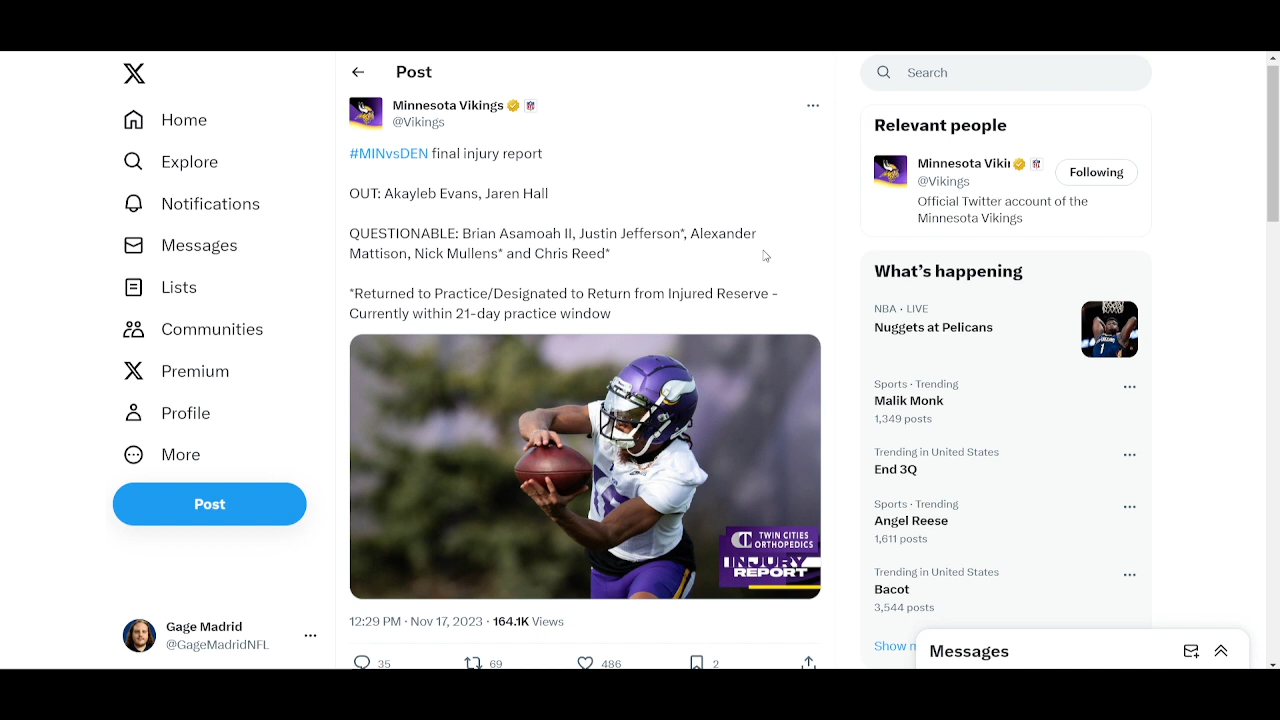 Home
Explore
Notifications
Messages
Lists
Communities
Premium
Profile
More
Post
Gage Madrid
@GageMadridNFL
Post
Minnesota Vikings
@Vikings
#MINvsDEN final injury report
OUT: Akayleb Evans, Jaren Hall
QUESTIONABLE: Brian Asamoah II, Justin Jefferson*, Alexander
Mattison, Nick Mullens* and Chris Reed*
*Returned to Practice/Designated to Return from Injured Reserve -
Currently within 21-day practice window
TWIN CITIES
ORTHOPEDICS
INJURY
REPORT
12:29 PM · Nov 17, 2023 · 164.1K Views
35 69 486 2
Search
Relevant people
Minnesota Viki
@Vikings
Following
Official Twitter account of the
Minnesota Vikings
What's happening
NBA · LIVE
Nuggets at Pelicans
Sports · Trending
Malik Monk
1,349 posts
Trending in United States
End 3Q
Sports · Trending
Angel Reese
1,611 posts
Trending in United States
Bacot
3,544 posts
Show
Messages